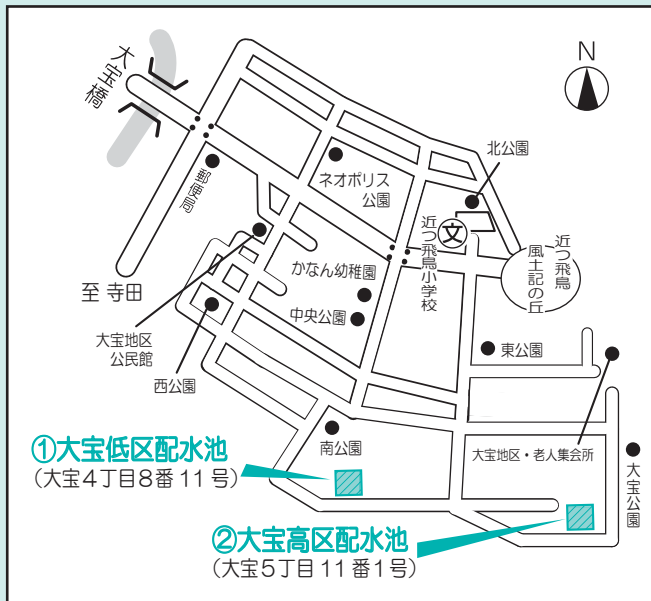 N
大宝橋
北公園
ネオポリス
公園
郵便局
文
近つ飛鳥小学校
近つ飛鳥
風土記の丘
かなん幼稚園
至 寺田
中央公園
大宝地区
公民館
東公園
西公園
南公園
①大宝低区配水池
(大宝4丁目8番11号)
大宝地区・老人集会所
大宝公園
②大宝高区配水池
(大宝5丁目11番1号)